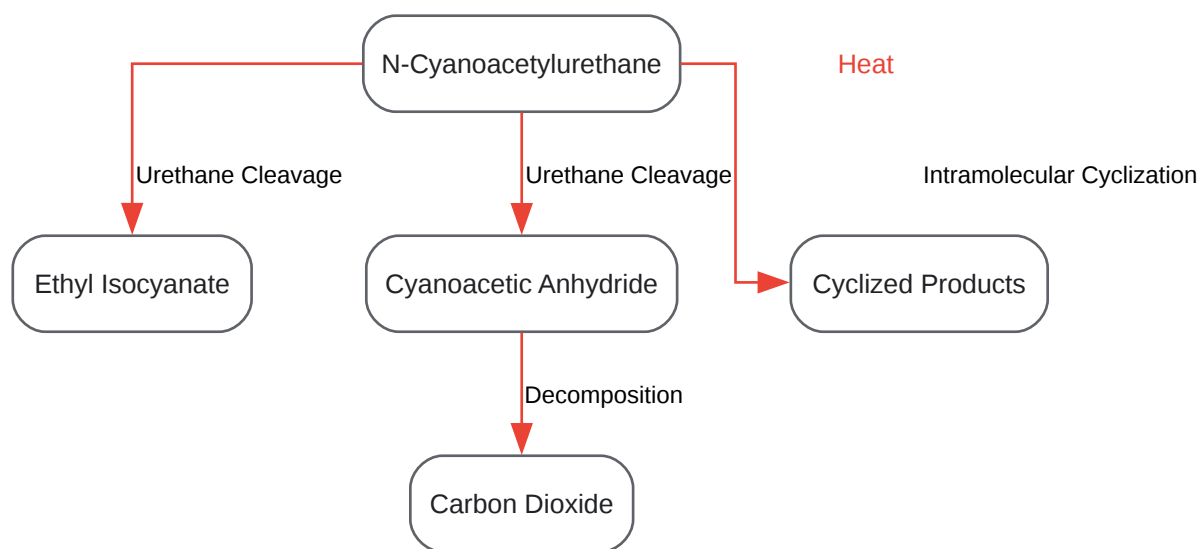 N-Cyanoacetylurethane
Heat
Urethane Cleavage
Urethane Cleavage
Intramolecular Cyclization
Ethyl Isocyanate
Cyanoacetic Anhydride
Cyclized Products
Decomposition
Carbon Dioxide